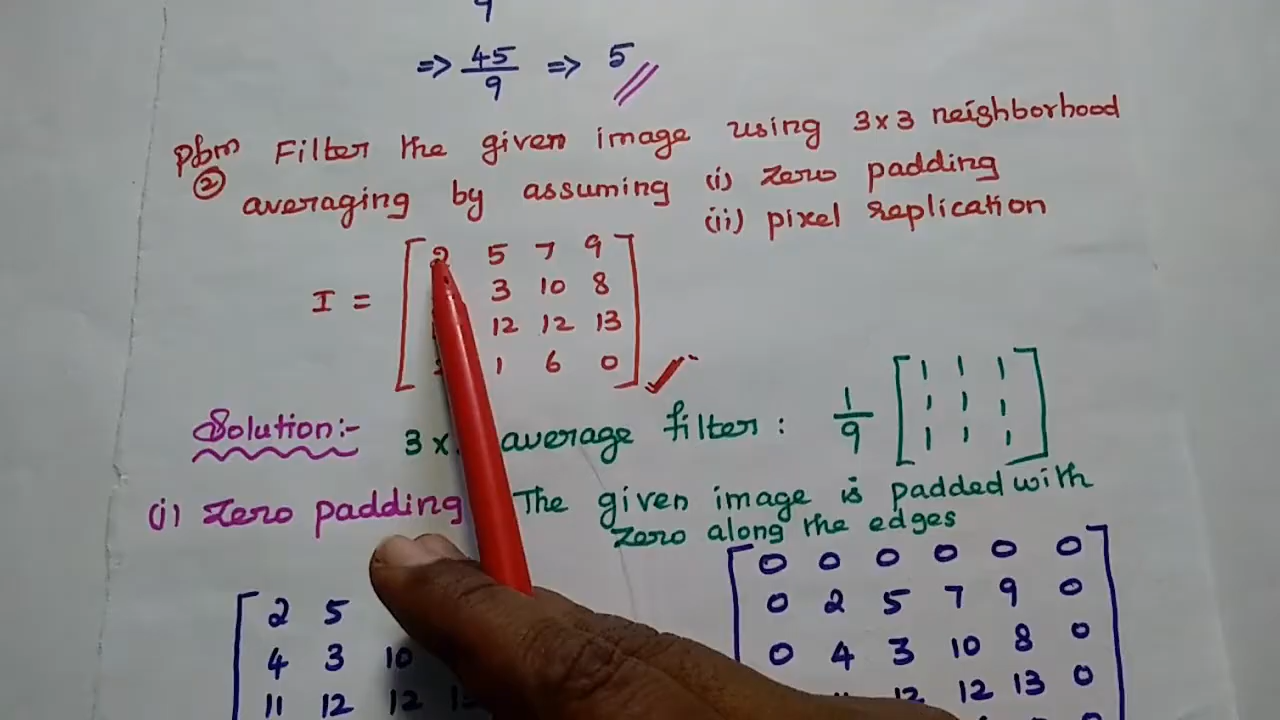 9
=> 45/9 => 5
Pbm ② Filter the given image using 3x3 neighborhood
averaging by assuming (i) zero padding
(ii) pixel replication
I =
2 5 7 9
3 10 8
12 12 13
1 6 0
Solution:- 3x average filter : 1/9
1 1 1
1 1 1
1 1 1
(i) Zero padding The given image is padded with
zero along the edges
2 5
4 3 10
11 12 12
0 0 0 0 0 0
0 2 5 7 9 0
0 4 3 10 8 0
12 12 13 0